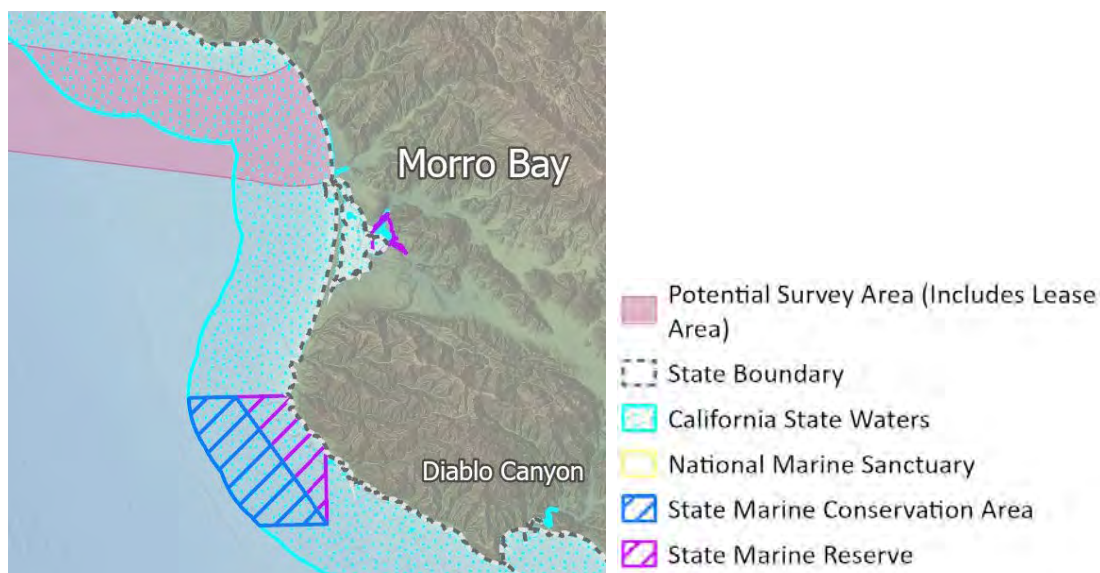 Morro Bay
Diablo Canyon
Potential Survey Area (Includes Lease
Area)
State Boundary
California State Waters
National Marine Sanctuary
State Marine Conservation Area
State Marine Reserve